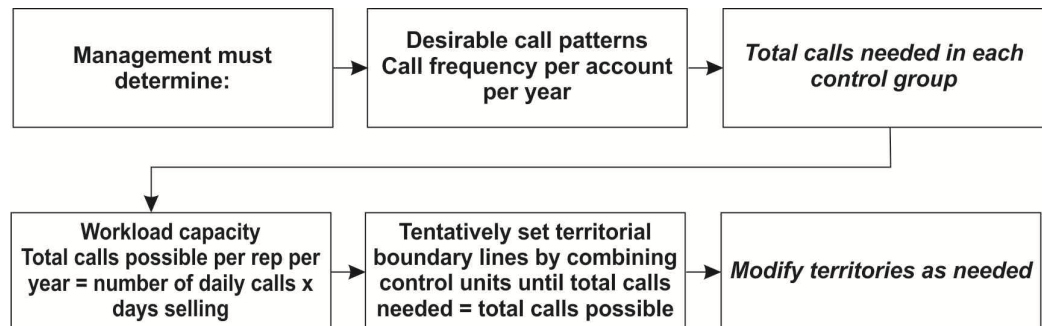 Management must
determine:
Desirable call patterns
Call frequency per account
per year
Total calls needed in each
control group
Workload capacity
Total calls possible per rep per
year = number of daily calls x
days selling
Tentatively set territorial
boundary lines by combining
control units until total calls
needed = total calls possible
Modify territories as needed